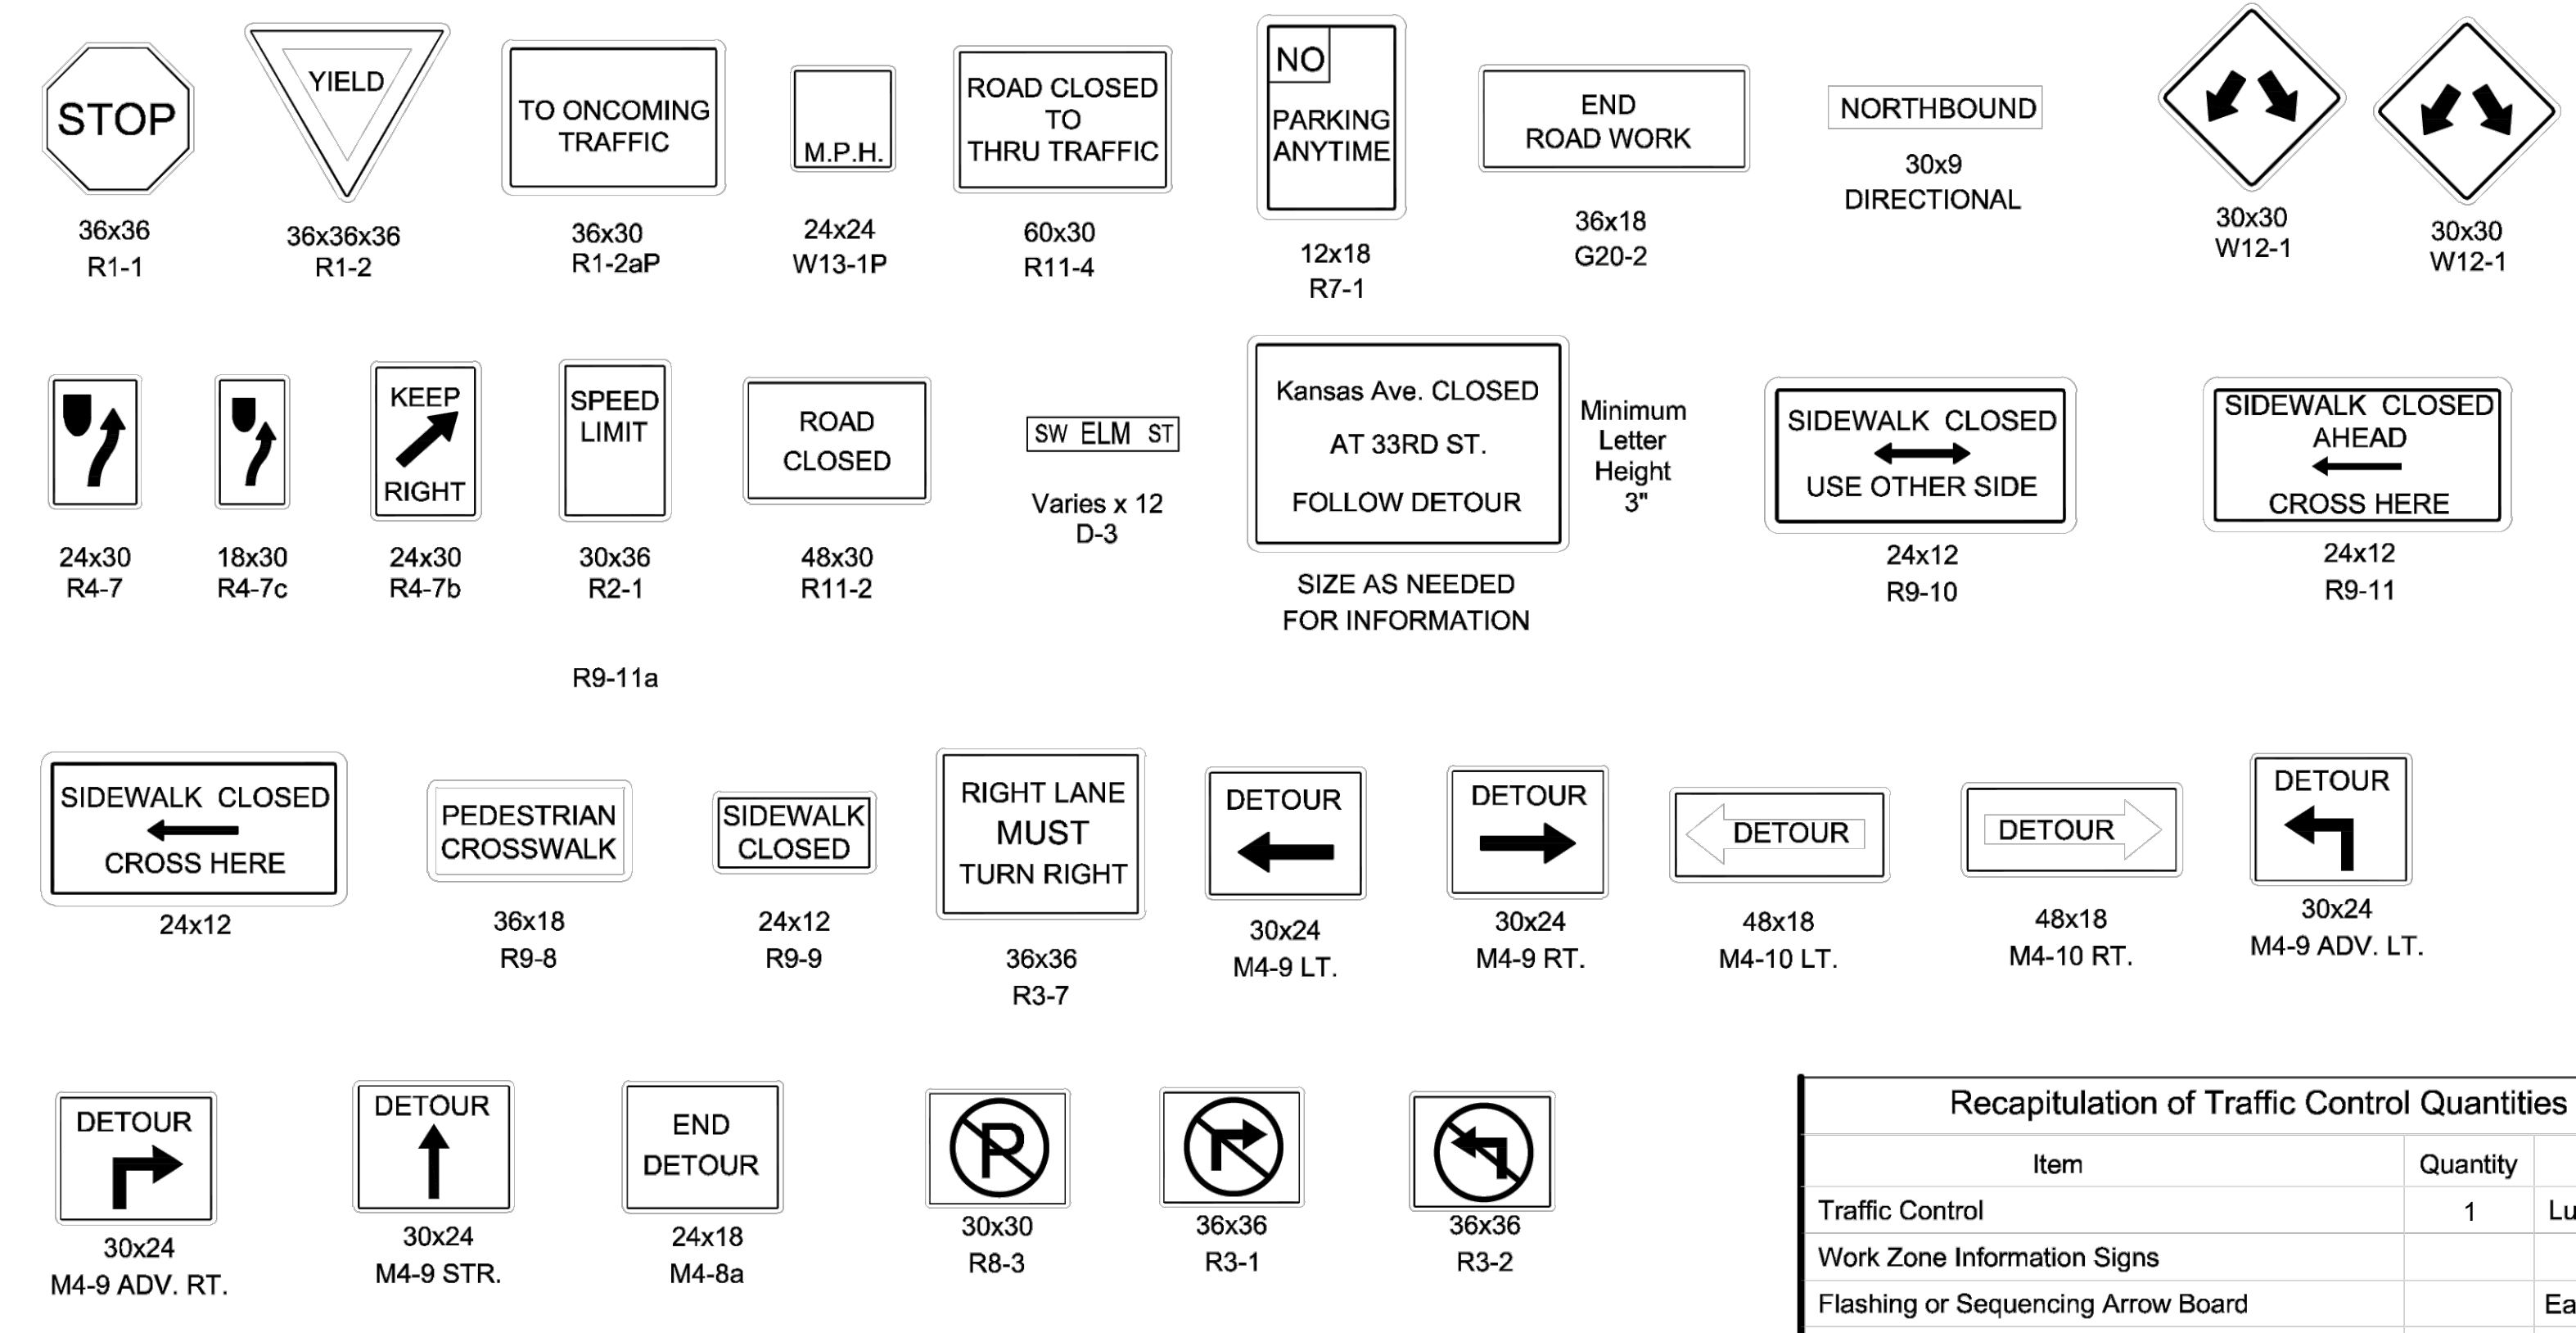 STOP
36x36
R1-1
YIELD
36x36x36
R1-2
TO ONCOMING
TRAFFIC
36x30
R1-2aP
M.P.H.
24x24
W13-1P
ROAD CLOSED
TO
THRU TRAFFIC
60x30
R11-4
NO
PARKING
ANYTIME
12x18
R7-1
END
ROAD WORK
36x18
G20-2
NORTHBOUND
30x9
DIRECTIONAL
30x30
W12-1
30x30
W12-1
24x30
R4-7
18x30
R4-7c
KEEP
RIGHT
24x30
R4-7b
SPEED
LIMIT
30x36
R2-1
ROAD
CLOSED
48x30
R11-2
SW ELM ST
Varies x 12
D-3
Kansas Ave. CLOSED
AT 33RD ST.
FOLLOW DETOUR
SIZE AS NEEDED
FOR INFORMATION
Minimum
Letter
Height
3"
SIDEWALK CLOSED
USE OTHER SIDE
24x12
R9-10
SIDEWALK CLOSED
AHEAD
CROSS HERE
24x12
R9-11
R9-11a
SIDEWALK CLOSED
CROSS HERE
24x12
PEDESTRIAN
CROSSWALK
36x18
R9-8
SIDEWALK
CLOSED
24x12
R9-9
RIGHT LANE
MUST
TURN RIGHT
36x36
R3-7
DETOUR
30x24
M4-9 LT.
DETOUR
30x24
M4-9 RT.
DETOUR
48x18
M4-10 LT.
DETOUR
48x18
M4-10 RT.
DETOUR
30x24
M4-9 ADV. LT.
DETOUR
30x24
M4-9 ADV. RT.
DETOUR
30x24
M4-9 STR.
END
DETOUR
24x18
M4-8a
P
30x30
R8-3
36x36
R3-1
36x36
R3-2
Recapitulation of Traffic Control Quantities
Item Quantity
Traffic Control 1
Work Zone Information Signs
Flashing or Sequencing Arrow Board